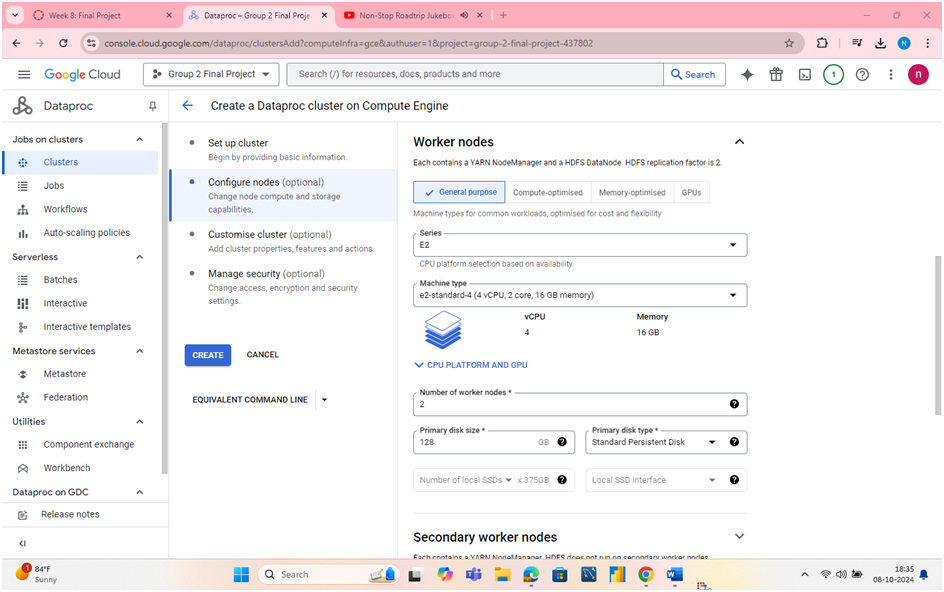 Week 8: Final Project
Dataproc – Group 2 Final Proje
Non-Stop Roadtrip Jukebo
console.cloud.google.com/dataproc/clustersAdd?computeInfra=gce&authuser=1&project=group-2-final-project-437802
N
Google Cloud
Group 2 Final Project
Search (/) for resources, docs, products and more
Search
1
n
Dataproc
Create a Dataproc cluster on Compute Engine
Jobs on clusters
Clusters
Jobs
Workflows
Auto-scaling policies
Serverless
Batches
Interactive
Interactive templates
Metastore services
Metastore
Federation
Utilities
Component exchange
Workbench
Dataproc on GDC
Release notes
Set up cluster
Begin by providing basic information.
Configure nodes (optional)
Change node compute and storage
capabilities.
Customise cluster (optional)
Add cluster properties, features and actions.
Manage security (optional)
Change access, encryption and security
settings.
CREATE
CANCEL
EQUIVALENT COMMAND LINE
Worker nodes
Each contains a YARN NodeManager and a HDFS DataNode. HDFS replication factor is 2.
General purpose
Compute-optimised
Memory-optimised
GPUs
Machine types for common workloads, optimised for cost and flexibility
Series
E2
CPU platform selection based on availability
Machine type
e2-standard-4 (4 vCPU, 2 core, 16 GB memory)
vCPU
Memory
4
16 GB
CPU PLATFORM AND GPU
Number of worker nodes *
2
Primary disk size *
128 GB
Primary disk type *
Standard Persistent Disk
Number of local SSDs x 375GB
Local SSD interface
Secondary worker nodes
Each contains a YARN NodeManager. HDFS does not run on secondary worker nodes.
1
84°F
Sunny
Search
18:35
08-10-2024